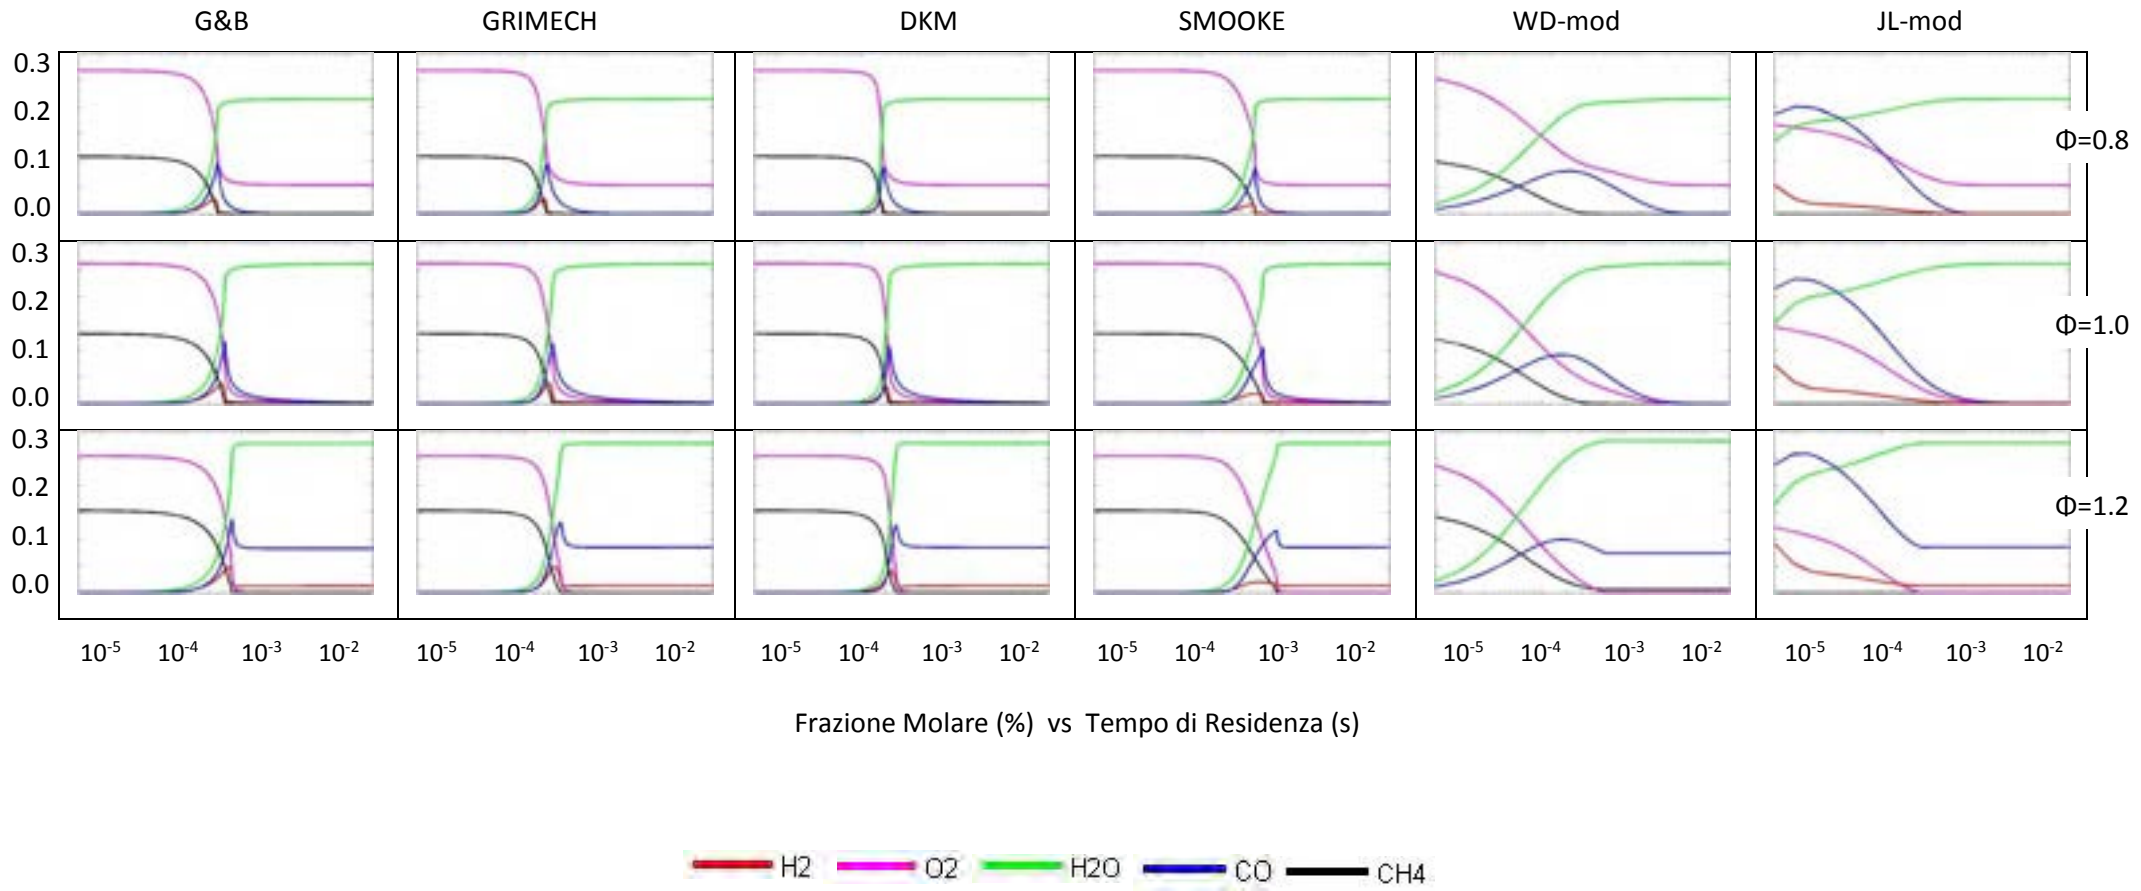 G&B GRIMECH DKM SMOOKE WD-mod JL-mod
0.3
0.2
0.1
0.0
Φ=0.8
0.3
0.2
0.1
0.0
Φ=1.0
0.3
0.2
0.1
0.0
Φ=1.2
10-5 10-4 10-3 10-2 10-5 10-4 10-3 10-2 10-5 10-4 10-3 10-2 10-5 10-4 10-3 10-2 10-5 10-4 10-3 10-2 10-5 10-4 10-3 10-2
Frazione Molare (%) vs Tempo di Residenza (s)
H2 O2 H2O CO CH4